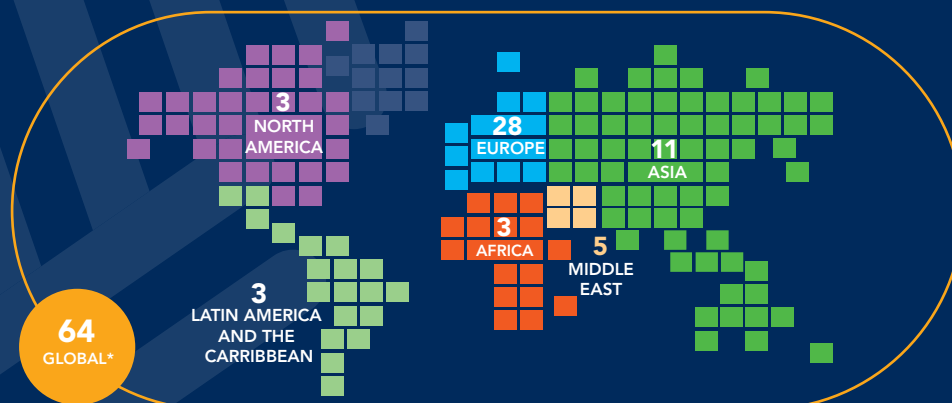 3
NORTH
AMERICA
28
EUROPE
11
ASIA
3
AFRICA
5
MIDDLE
EAST
3
LATIN AMERICA
AND THE
CARRIBBEAN
64
GLOBAL*